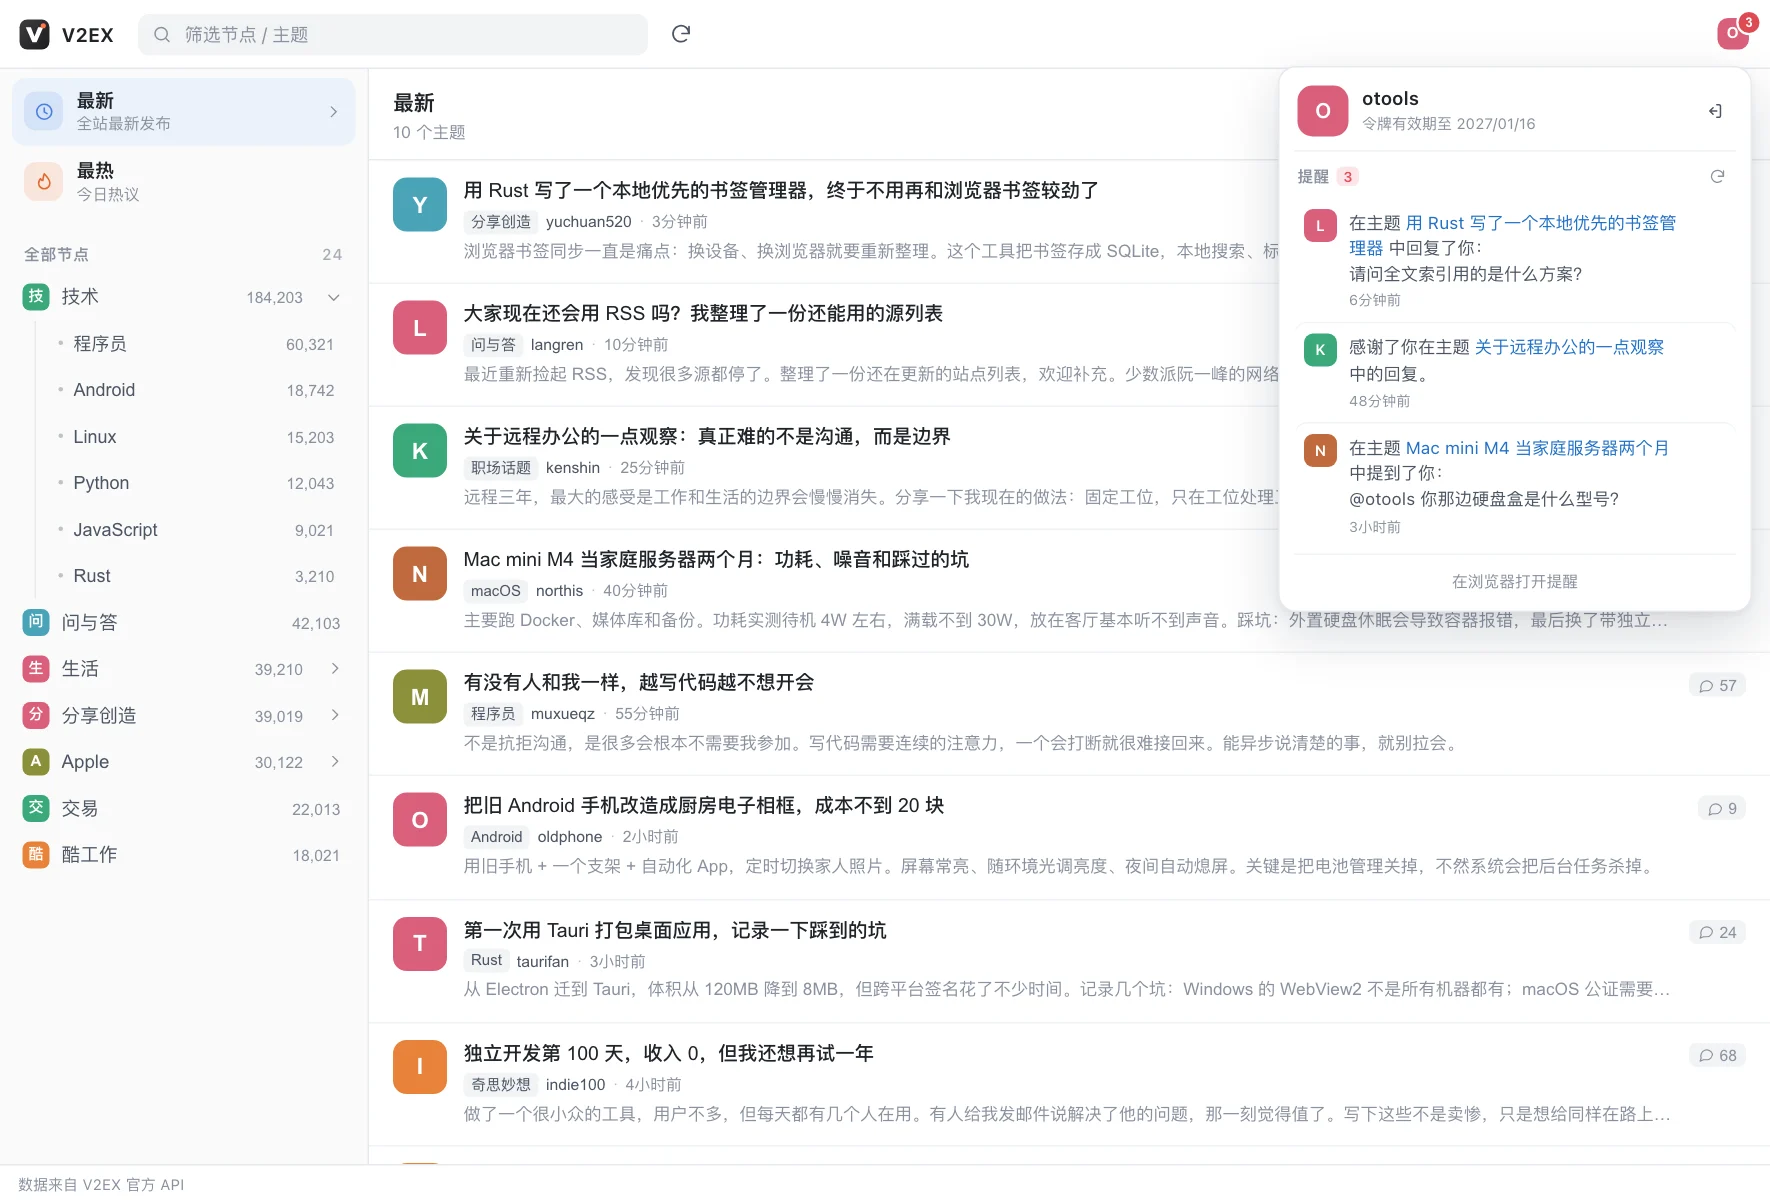 V2EX
筛选节点 / 主题
O
3
最新
全站最新发布
最热
今日热议
全部节点
24
技
技术
184,203
程序员
60,321
Android
18,742
Linux
15,203
Python
12,043
JavaScript
9,021
Rust
3,210
问
问与答
42,103
生
生活
39,210
分
分享创造
39,019
A
Apple
30,122
交
交易
22,013
酷
酷工作
18,021
最新
10 个主题
Y
用 Rust 写了一个本地优先的书签管理器，终于不用再和浏览器书签较劲了
分享创造 yuchuan520 · 3分钟前
浏览器书签同步一直是痛点：换设备、换浏览器就要重新整理。这个工具把书签存成 SQLite，本地搜索、标
L
大家现在还会用 RSS 吗？我整理了一份还能用的源列表
问与答 langren · 10分钟前
最近重新捡起 RSS，发现很多源都停了。整理了一份还在更新的站点列表，欢迎补充。少数派阮一峰的网络
K
关于远程办公的一点观察：真正难的不是沟通，而是边界
职场话题 kenshin · 25分钟前
远程三年，最大的感受是工作和生活的边界会慢慢消失。分享一下我现在的做法：固定工位，只在工位处理
N
Mac mini M4 当家庭服务器两个月：功耗、噪音和踩过的坑
macOS northis · 40分钟前
主要跑 Docker、媒体库和备份。功耗实测待机 4W 左右，满载不到 30W，放在客厅基本听不到声音。踩坑：外置硬盘休眠会导致容器报错，最后换了带独立…
M
有没有人和我一样，越写代码越不想开会
程序员 muxueqz · 55分钟前
不是抗拒沟通，是很多会根本不需要我参加。写代码需要连续的注意力，一个会打断就很难接回来。能异步说清楚的事，就别拉会。
57
O
把旧 Android 手机改造成厨房电子相框，成本不到 20 块
Android oldphone · 2小时前
用旧手机 + 一个支架 + 自动化 App，定时切换家人照片。屏幕常亮、随环境光调亮度、夜间自动熄屏。关键是把电池管理关掉，不然系统会把后台任务杀掉。
9
T
第一次用 Tauri 打包桌面应用，记录一下踩到的坑
Rust taurifan · 3小时前
从 Electron 迁到 Tauri，体积从 120MB 降到 8MB，但跨平台签名花了不少时间。记录几个坑：Windows 的 WebView2 不是所有机器都有；macOS 公证需要…
24
I
独立开发第 100 天，收入 0，但我还想再试一年
奇思妙想 indie100 · 4小时前
做了一个很小众的工具，用户不多，但每天都有几个人在用。有人给我发邮件说解决了他的问题，那一刻觉得值了。写下这些不是卖惨，只是想给同样在路上…
68
O
otools
令牌有效期至 2027/01/16
提醒 3
L
在主题 用 Rust 写了一个本地优先的书签管
理器 中回复了你：
请问全文索引用的是什么方案？
6分钟前
K
感谢了你在主题 关于远程办公的一点观察
中的回复。
48分钟前
N
在主题 Mac mini M4 当家庭服务器两个月
中提到了你：
@otools 你那边硬盘盒是什么型号？
3小时前
在浏览器打开提醒
数据来自 V2EX 官方 API